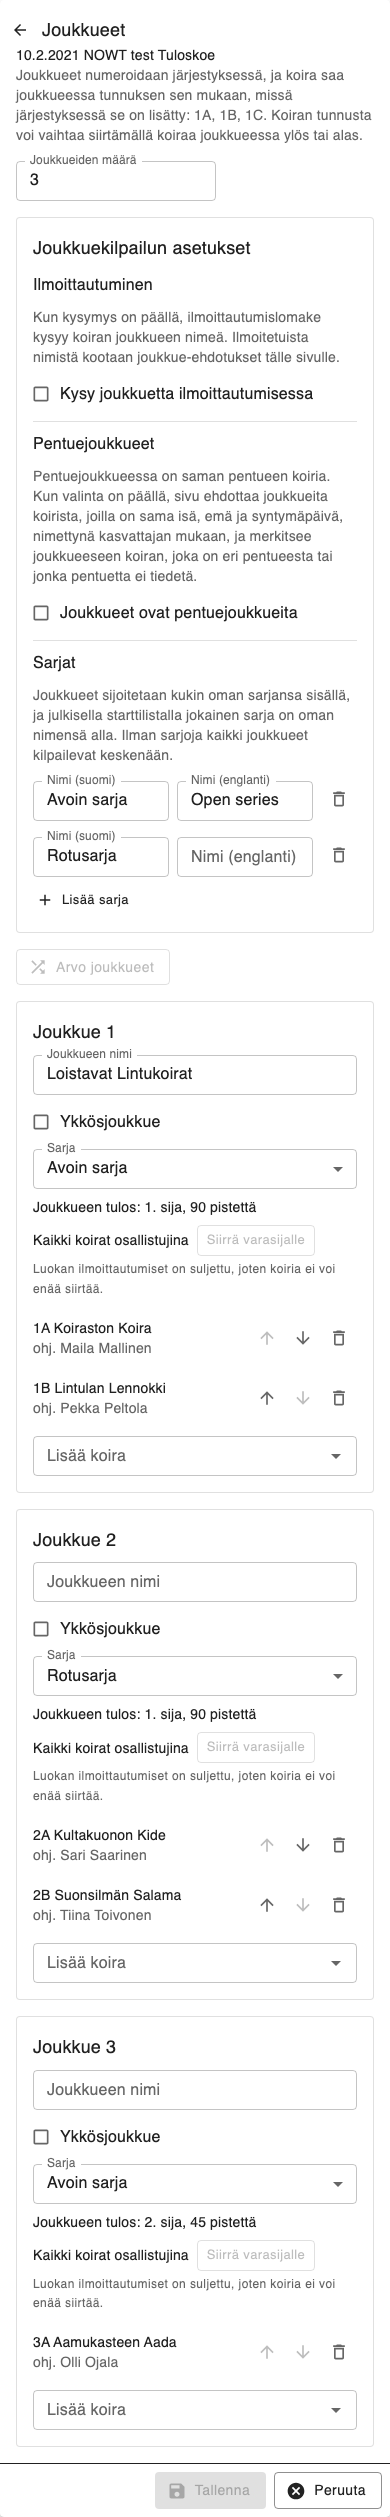 Joukkueet
10.2.2021 NOWT test Tuloskoe
Joukkueet numeroidaan järjestyksessä, ja koira saa
joukkueessa tunnuksen sen mukaan, missä
järjestyksessä se on lisätty: 1A, 1B, 1C. Koiran tunnusta
voi vaihtaa siirtämällä koiraa joukkueessa ylös tai alas.
Joukkueiden määrä
3
Joukkuekilpailun asetukset
Ilmoittautuminen
Kun kysymys on päällä, ilmoittautumislomake
kysyy koiran joukkueen nimeä. Ilmoitetuista
nimistä kootaan joukkue-ehdotukset tälle sivulle.
Kysy joukkuetta ilmoittautumisessa
Pentuejoukkueet
Pentuejoukkueessa on saman pentueen koiria.
Kun valinta on päällä, sivu ehdottaa joukkueita
koirista, joilla on sama isä, emä ja syntymäpäivä,
nimettynä kasvattajan mukaan, ja merkitsee
joukkueeseen koiran, joka on eri pentueesta tai
jonka pentuetta ei tiedetä.
Joukkueet ovat pentuejoukkueita
Sarjat
Joukkueet sijoitetaan kukin oman sarjansa sisällä,
ja julkisella starttilistalla jokainen sarja on oman
nimensä alla. Ilman sarjoja kaikki joukkueet
kilpailevat keskenään.
Nimi (suomi) Nimi (englanti)
Avoin sarja Open series
Nimi (suomi)
Rotusarja Nimi (englanti)
Lisää sarja
Arvo joukkueet
Joukkue 1
Joukkueen nimi
Loistavat Lintukoirat
Ykkösjoukkue
Sarja
Avoin sarja
Joukkueen tulos: 1. sija, 90 pistettä
Kaikki koirat osallistujina Siirrä varasijalle
Luokan ilmoittautumiset on suljettu, joten koiria ei voi
enää siirtää.
1A Koiraston Koira
ohj. Maila Mallinen
1B Lintulan Lennokki
ohj. Pekka Peltola
Lisää koira
Joukkue 2
Joukkueen nimi
Ykkösjoukkue
Sarja
Rotusarja
Joukkueen tulos: 1. sija, 90 pistettä
Kaikki koirat osallistujina Siirrä varasijalle
Luokan ilmoittautumiset on suljettu, joten koiria ei voi
enää siirtää.
2A Kultakuonon Kide
ohj. Sari Saarinen
2B Suonsilmän Salama
ohj. Tiina Toivonen
Lisää koira
Joukkue 3
Joukkueen nimi
Ykkösjoukkue
Sarja
Avoin sarja
Joukkueen tulos: 2. sija, 45 pistettä
Kaikki koirat osallistujina Siirrä varasijalle
Luokan ilmoittautumiset on suljettu, joten koiria ei voi
enää siirtää.
3A Aamukasteen Aada
ohj. Olli Ojala
Lisää koira
Tallenna Peruuta